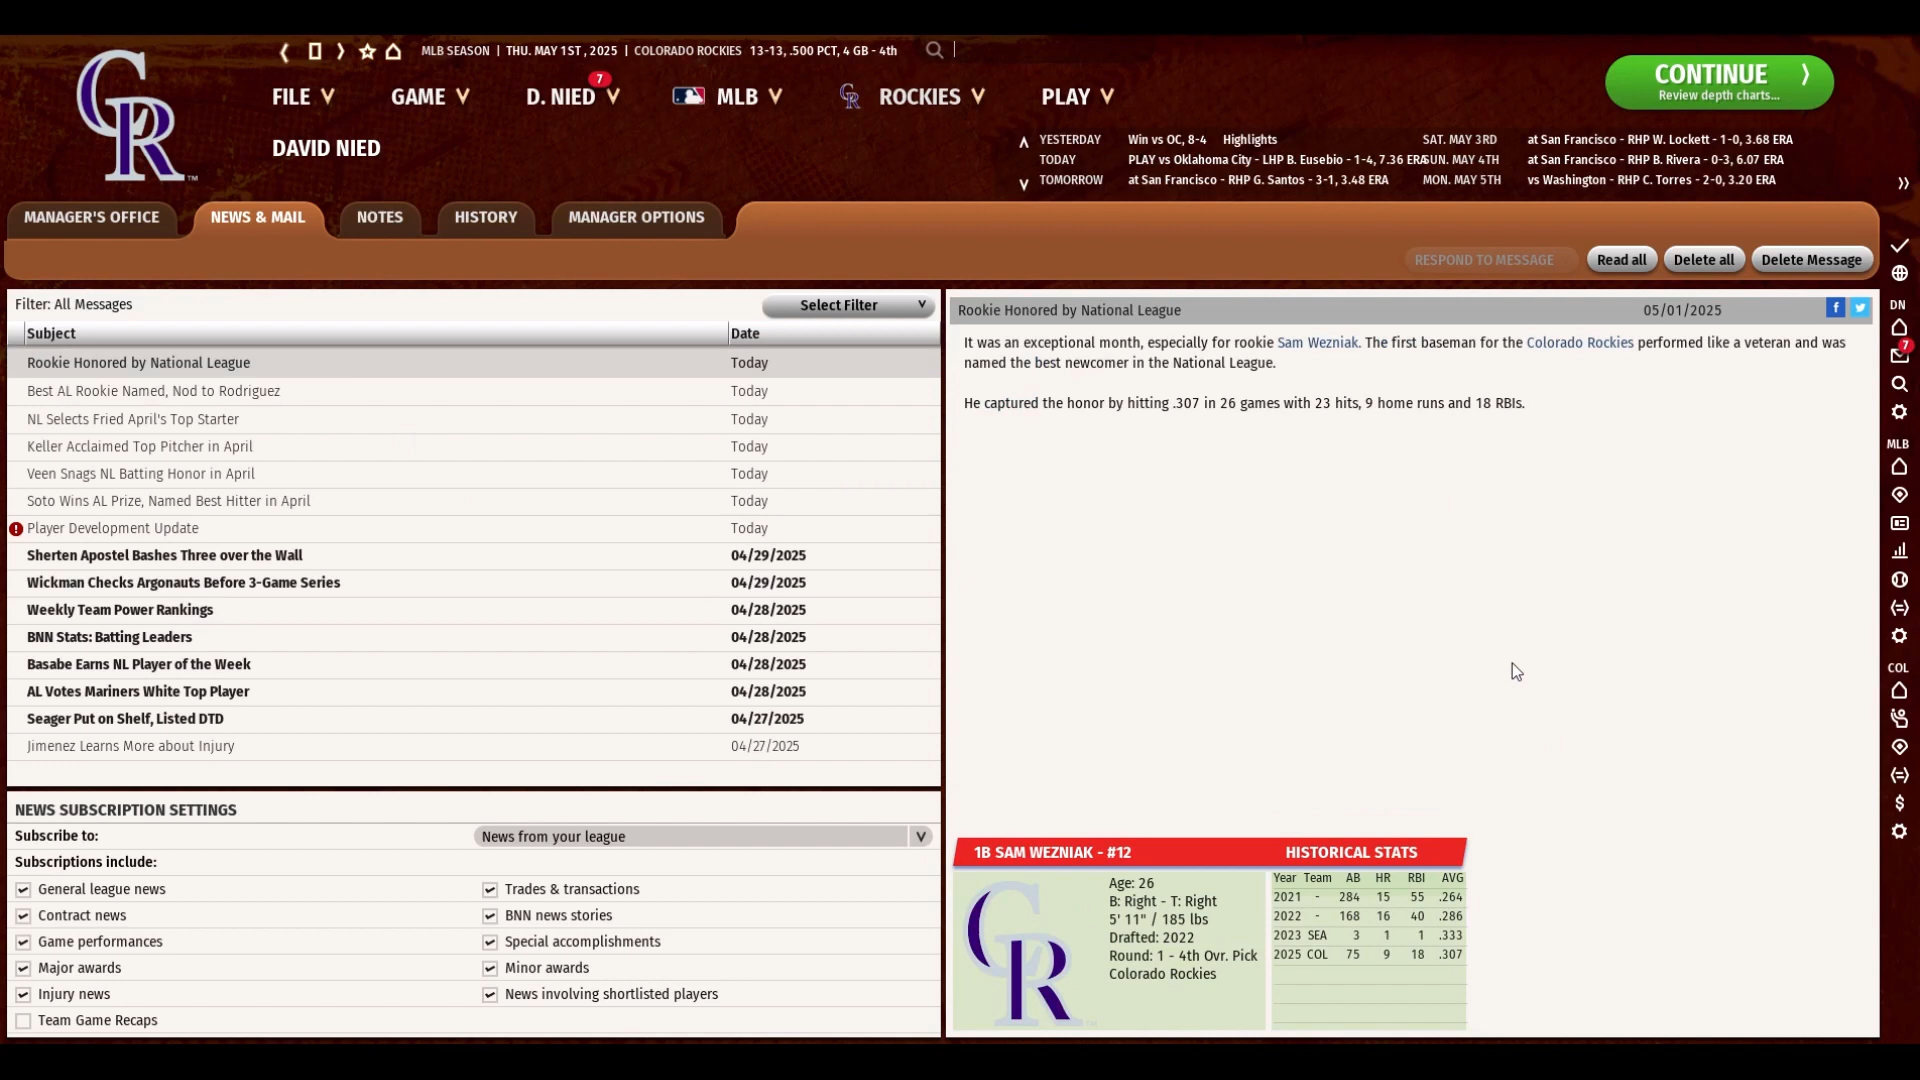 MLB SEASON | THU. MAY 1ST , 2025 | COLORADO ROCKIES 13-13, .500 PCT, 4 GB - 4th
FILE GAME D. NIED 7 MLB ROCKIES PLAY
CONTINUE
Review depth charts...
CR
TM
DAVID NIED
YESTERDAY Win vs OC, 8-4 Highlights SAT. MAY 3RD at San Francisco - RHP W. Lockett - 1-0, 3.68 ERA
TODAY PLAY vs Oklahoma City - LHP B. Eusebio - 1-4, 7.36 ERA SUN. MAY 4TH at San Francisco - RHP B. Rivera - 0-3, 6.07 ERA
TOMORROW at San Francisco - RHP G. Santos - 3-1, 3.48 ERA MON. MAY 5TH vs Washington - RHP C. Torres - 2-0, 3.20 ERA
MANAGER'S OFFICE NEWS & MAIL NOTES HISTORY MANAGER OPTIONS
RESPOND TO MESSAGE Read all Delete all Delete Message
Filter: All Messages Select Filter
Subject Date
Rookie Honored by National League Today
Best AL Rookie Named, Nod to Rodriguez Today
NL Selects Fried April's Top Starter Today
Keller Acclaimed Top Pitcher in April Today
Veen Snags NL Batting Honor in April Today
Soto Wins AL Prize, Named Best Hitter in April Today
Player Development Update Today
Sherten Apostel Bashes Three over the Wall 04/29/2025
Wickman Checks Argonauts Before 3-Game Series 04/29/2025
Weekly Team Power Rankings 04/28/2025
BNN Stats: Batting Leaders 04/28/2025
Basabe Earns NL Player of the Week 04/28/2025
AL Votes Mariners White Top Player 04/28/2025
Seager Put on Shelf, Listed DTD 04/27/2025
Jimenez Learns More about Injury 04/27/2025
NEWS SUBSCRIPTION SETTINGS
Subscribe to: News from your league
Subscriptions include:
General league news Trades & transactions
Contract news BNN news stories
Game performances Special accomplishments
Major awards Minor awards
Injury news News involving shortlisted players
Team Game Recaps
Rookie Honored by National League 05/01/2025
It was an exceptional month, especially for rookie Sam Wezniak. The first baseman for the Colorado Rockies performed like a veteran and was
named the best newcomer in the National League.
He captured the honor by hitting .307 in 26 games with 23 hits, 9 home runs and 18 RBIs.
1B SAM WEZNIAK - #12 HISTORICAL STATS
CR
TM
Age: 26
B: Right - T: Right
5' 11" / 185 lbs
Drafted: 2022
Round: 1 - 4th Ovr. Pick
Colorado Rockies
Year Team AB HR RBI AVG
2021 - 284 15 55 .264
2022 - 168 16 40 .286
2023 SEA 3 1 1 .333
2025 COL 75 9 18 .307
DN
7
MLB
COL